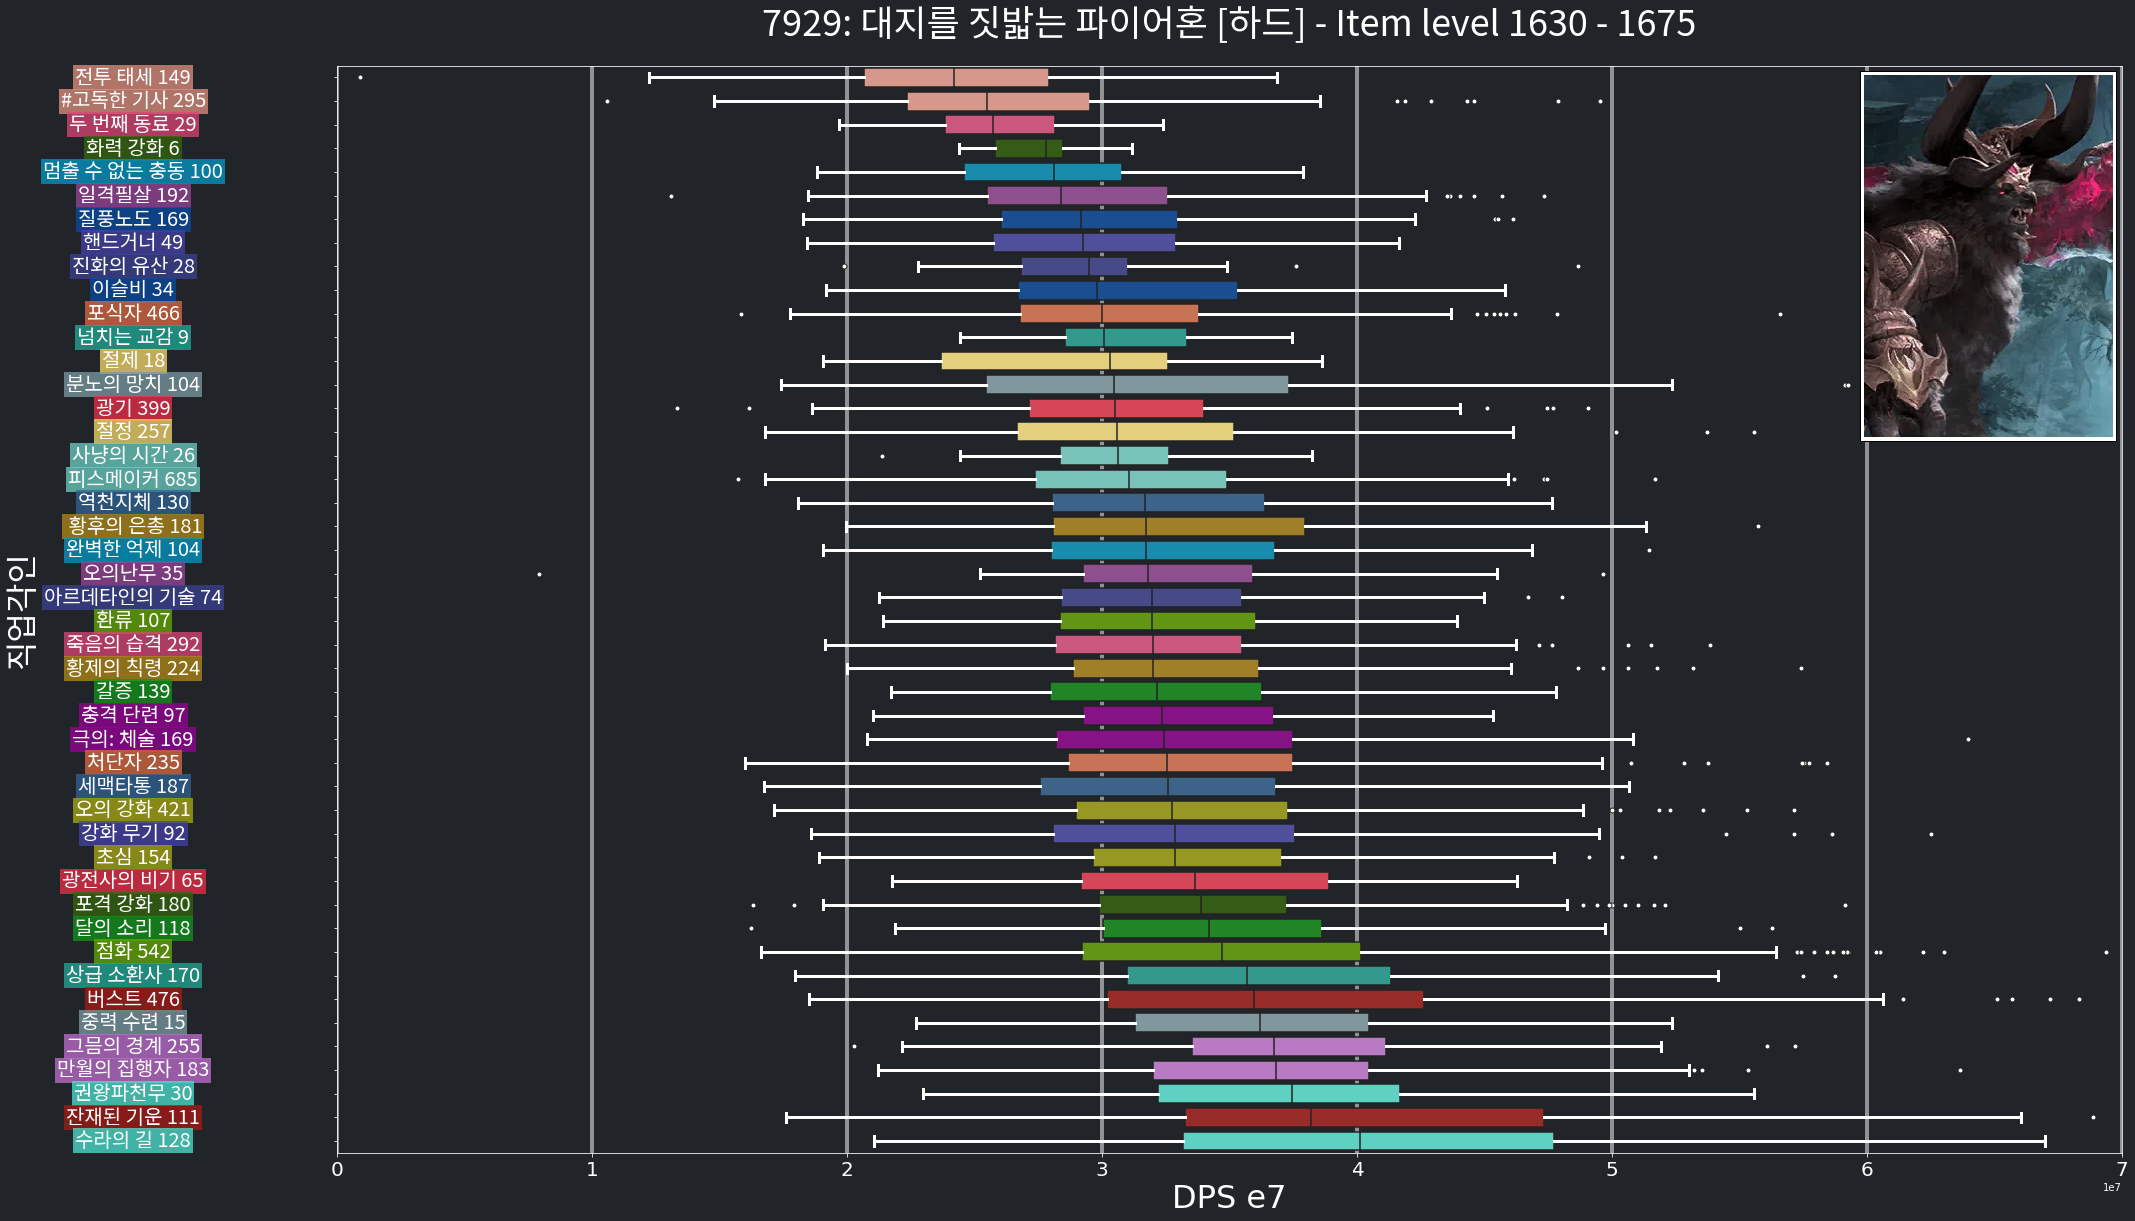 7929: 대지를 짓밟는 파이어혼 [하드] - Item level 1630 - 1675
전투 태세 149
#고독한 기사 295
두 번째 동료 29
화력 강화 6
멈출 수 없는 충동 100
일격필살 192
질풍노도 169
핸드거너 49
진화의 유산 28
이슬비 34
포식자 466
넘치는 교감 9
절제 18
분노의 망치 104
광기 399
절정 257
사냥의 시간 26
피스메이커 685
역천지체 130
황후의 은총 181
완벽한 억제 104
오의난무 35
아르데타인의 기술 74
환류 107
죽음의 습격 292
황제의 칙령 224
갈증 139
충격 단련 97
극의: 체술 169
처단자 235
세맥타통 187
오의 강화 421
강화 무기 92
초심 154
광전사의 비기 65
포격 강화 180
달의 소리 118
점화 542
상급 소환사 170
버스트 476
중력 수련 15
그믐의 경계 255
만월의 집행자 183
권왕파천무 30
잔재된 기운 111
수라의 길 128
직업각인
0 1 2 3 4 5 6 7
1e7
DPS e7